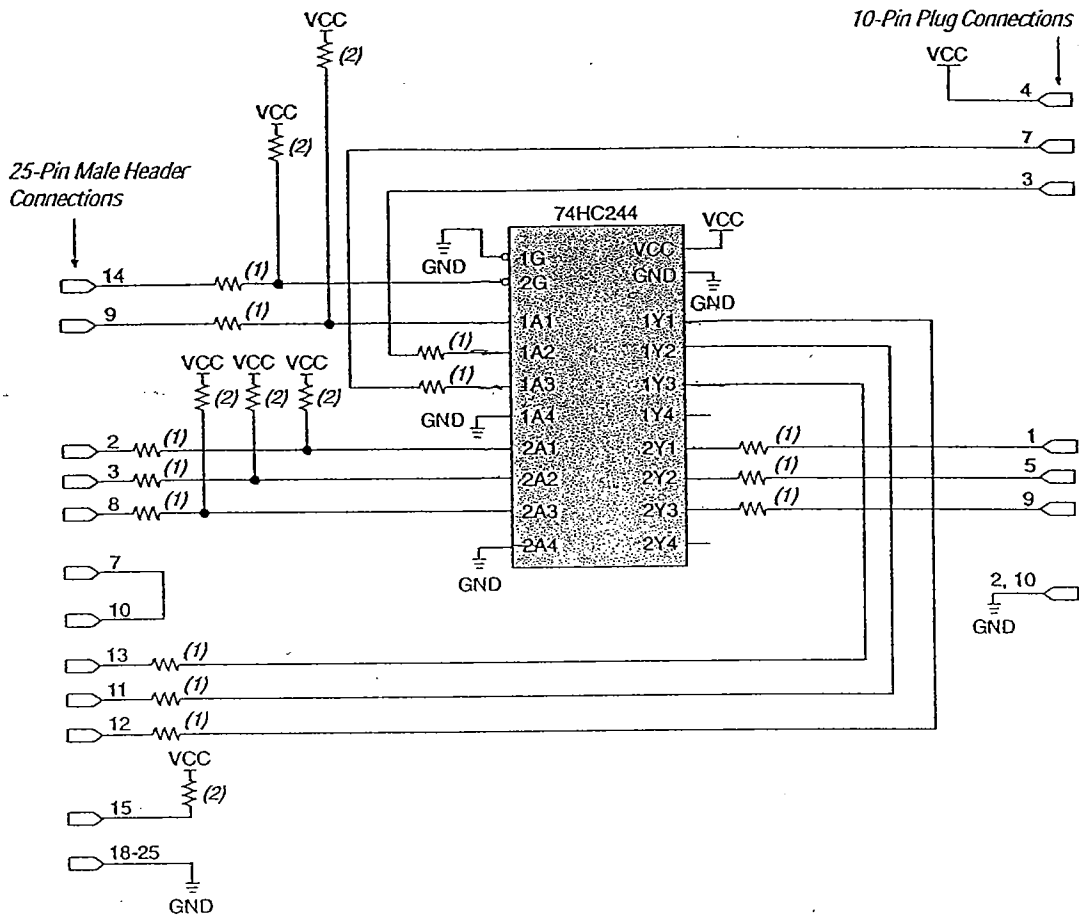 10-Pin Plug Connections
VCC
(2)
VCC
4
VCC
(2)
7
25-Pin Male Header
Connections
3
74HC244
VCC
GND
1G
VCC
2G
GND
GND
14
(1)
9
(1)
1A1
1Y1
(1)
1A2
1Y2
VCC
VCC
VCC
(1)
1A3
1Y3
(2)
(2)
(2)
GND
1A4
1Y4
2
(1)
2A1
2Y1
(1)
1
3
(1)
2A2
2Y2
(1)
5
8
(1)
2A3
2Y3
(1)
9
2A4
2Y4
GND
7
2, 10
GND
10
13
(1)
11
(1)
12
(1)
VCC
(2)
15
18-25
GND